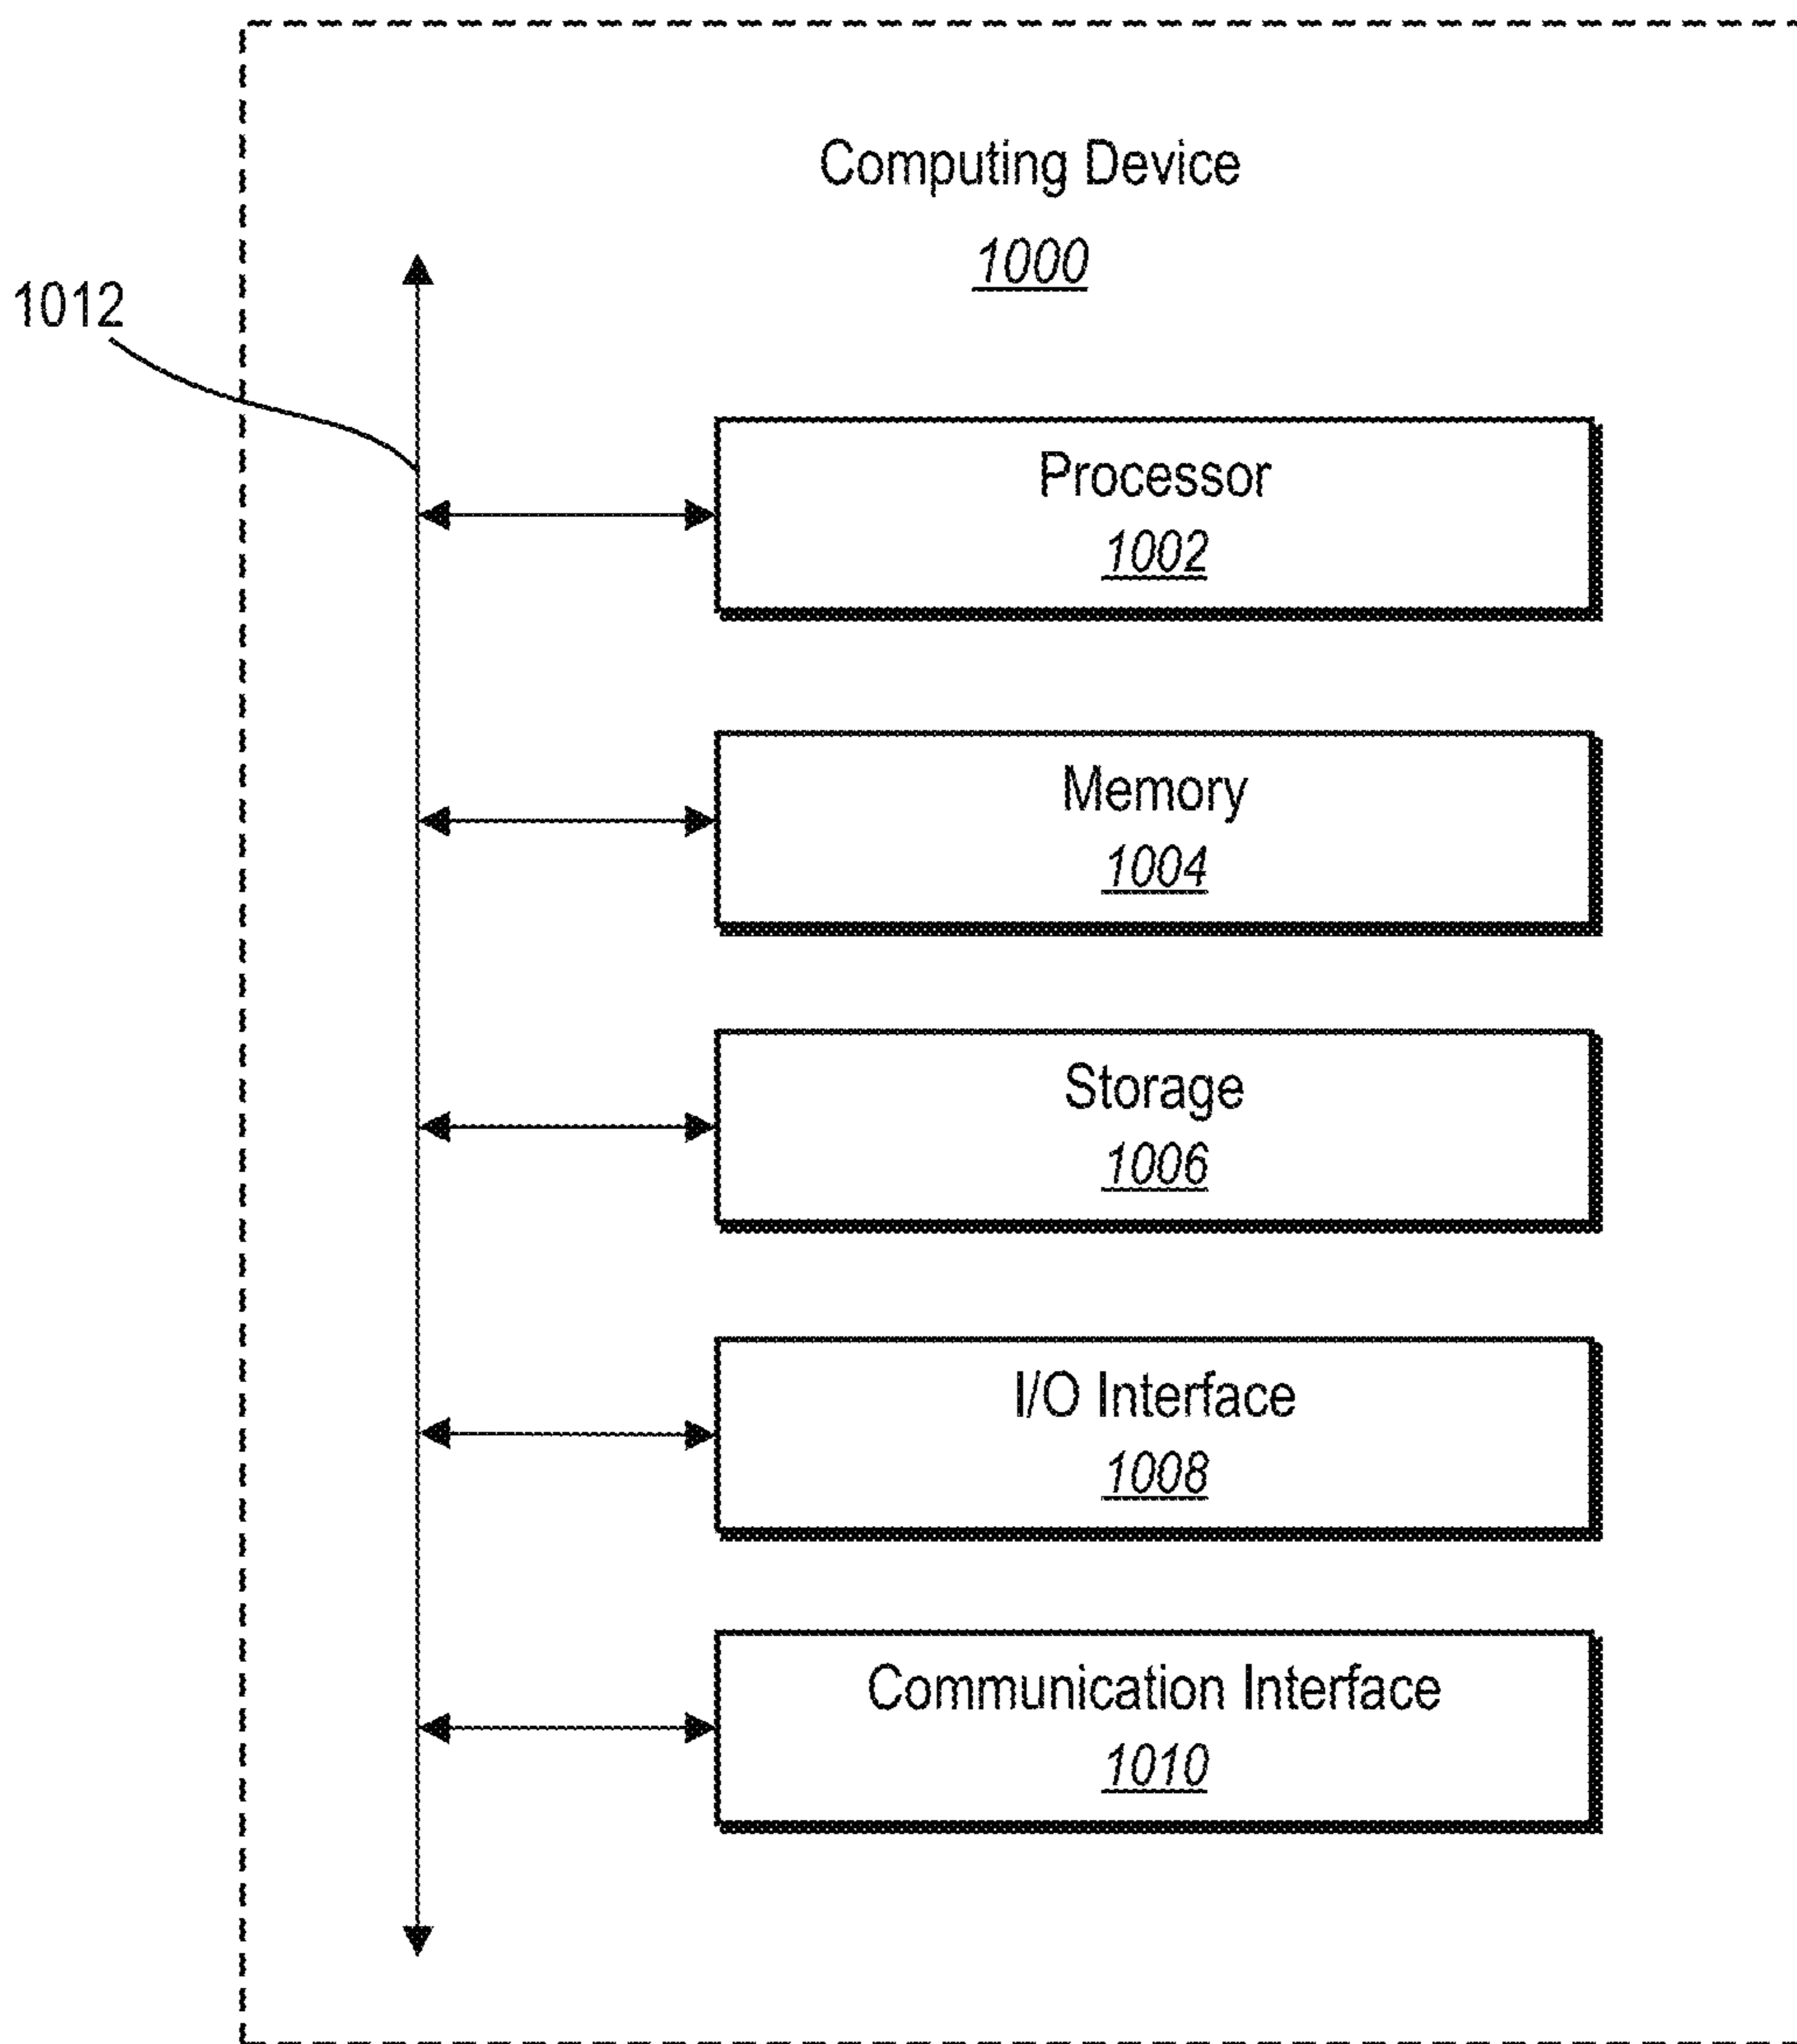 Computing Device
1000
1012
Processor
1002
Memory
1004
Storage
1006
I/O Interface
1008
Communication Interface
1010